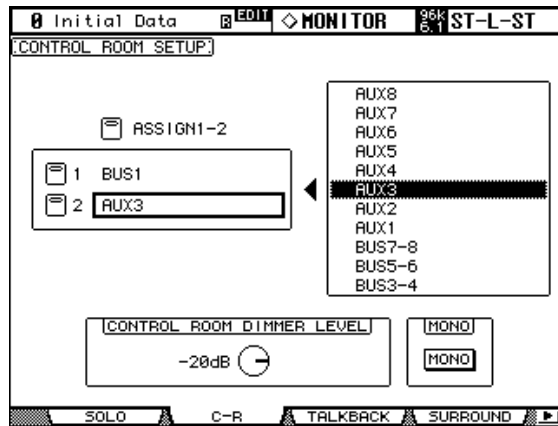 0 Initial Data R EDIT ◇MONITOR 96k 6.1 ST-L-ST
CONTROL ROOM SETUP
ASSIGN1-2
1 BUS1
2 AUX3
AUX8
AUX7
AUX6
AUX5
AUX4
AUX3
AUX2
AUX1
BUS7-8
BUS5-6
BUS3-4
CONTROL ROOM DIMMER LEVEL
-20dB
MONO
MONO
SOLO C-R TALKBACK SURROUND